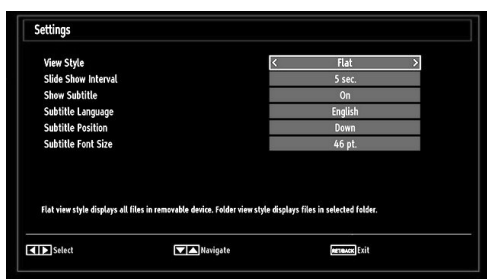 Settings
View Style < Flat >
Slide Show Interval 5 sec.
Show Subtitle On
Subtitle Language English
Subtitle Position Down
Subtitle Font Size 46 pt.
Flat view style displays all files in removable device. Folder view style displays files in selected folder.
Select Navigate RET/BACK Exit